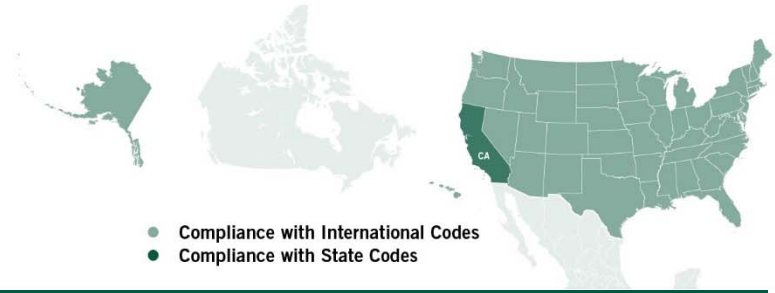 CA
Compliance with International Codes
Compliance with State Codes